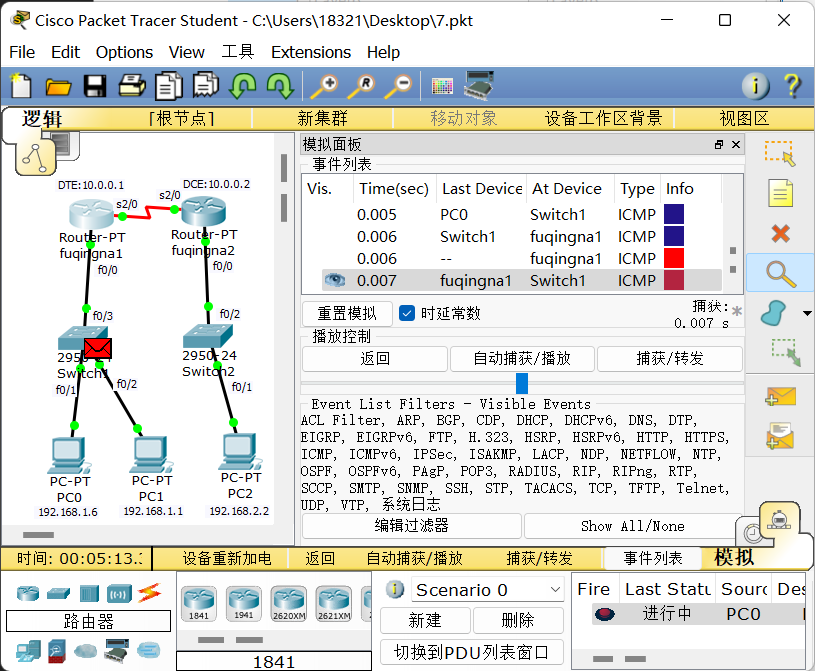 Cisco Packet Tracer Student - C:\Users\18321\Desktop\7.pkt
File Edit Options View 工具 Extensions Help
逻辑 [根节点] 新集群 移动对象 设备工作区背景 视图区
模拟面板
事件列表
Vis. Time(sec) Last Device At Device Type Info
0.005 PC0 Switch1 ICMP
0.006 Switch1 fuqingna1 ICMP
0.006 -- fuqingna1 ICMP
0.007 fuqingna1 Switch1 ICMP
重置模拟 时延常数 捕获: *
0.007 s
播放控制
返回 自动捕获/播放 捕获/转发
Event List Filters - Visible Events
ACL Filter, ARP, BGP, CDP, DHCP, DHCPv6, DNS, DTP,
EIGRP, EIGRPv6, FTP, H.323, HSRP, HSRPv6, HTTP, HTTPS,
ICMP, ICMPv6, IPSec, ISAKMP, LACP, NDP, NETFLOW, NTP,
OSPF, OSPFv6, PAgP, POP3, RADIUS, RIP, RIPng, RTP,
SCCP, SMTP, SNMP, SSH, STP, TACACS, TCP, TFTP, Telnet,
UDP, VTP, 系统日志
编辑过滤器 Show All/None
DTE:10.0.0.1 DCE:10.0.0.2
s2/0 s2/0
Router-PT
fuqingna1
Router-PT
fuqingna2
f0/0 f0/0
f0/3 f0/2
Switch1
2950-24
Switch2
f0/1 f0/2 f0/1
PC-PT
PC0
192.168.1.6
PC-PT
PC1
192.168.1.1
PC-PT
PC2
192.168.2.2
时间: 00:05:13. 设备重新加电 返回 自动捕获/播放 捕获/转发 事件列表 模拟
路由器
1841 1941 2620XM 2621XM
1841
Scenario 0
新建 删除
切换到PDU列表窗口
Fire Last Statu Sourc Des
进行中 PC0